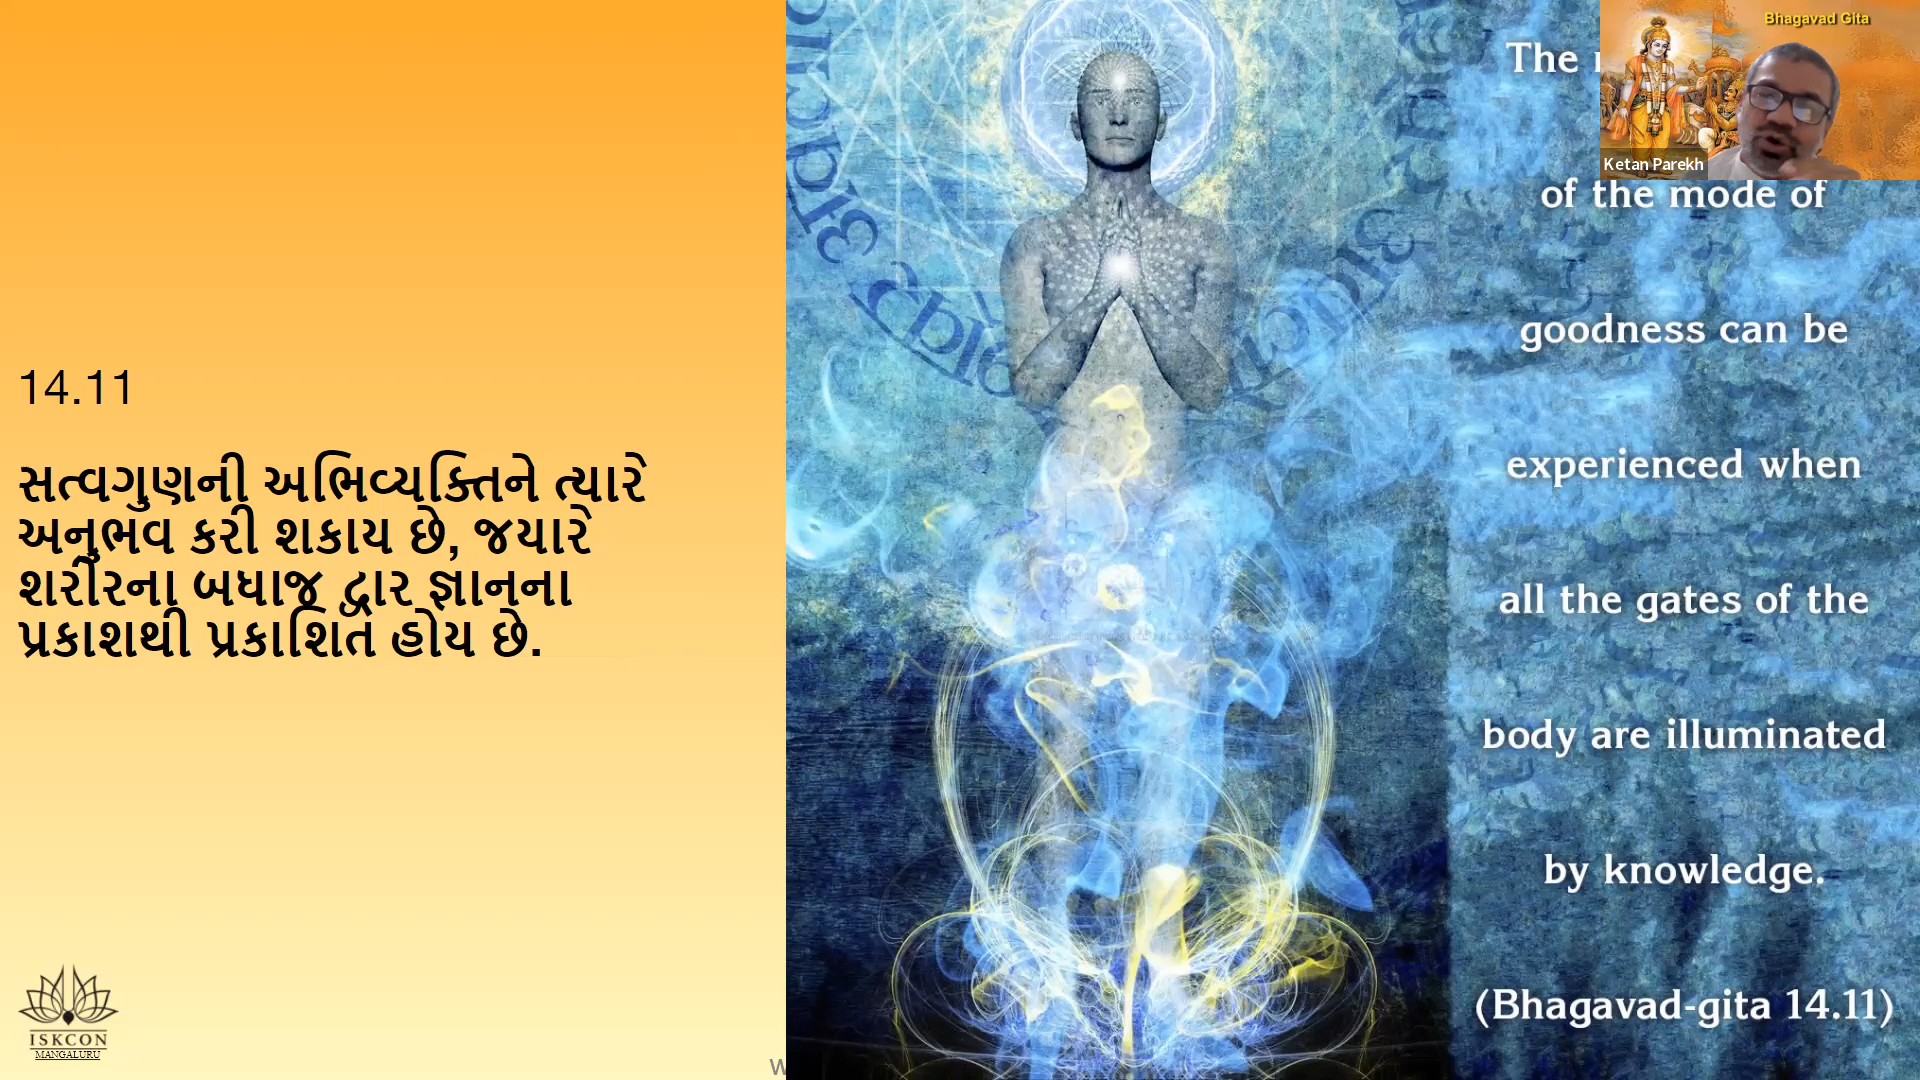 14.11
સત્વગુણની અભિવ્યક્તિને ત્યારે
અનુભવ કરી શકાય છે, જયારે
શરીરના બધાજ દ્વાર જ્ઞાનના
પ્રકાશથી પ્રકાશિત હોય છે.
ISKCON
MANGALURU
The
of the mode of
goodness can be
experienced when
all the gates of the
body are illuminated
by knowledge.
(Bhagavad-gita 14.11)
Bhagavad Gita
Ketan Parekh